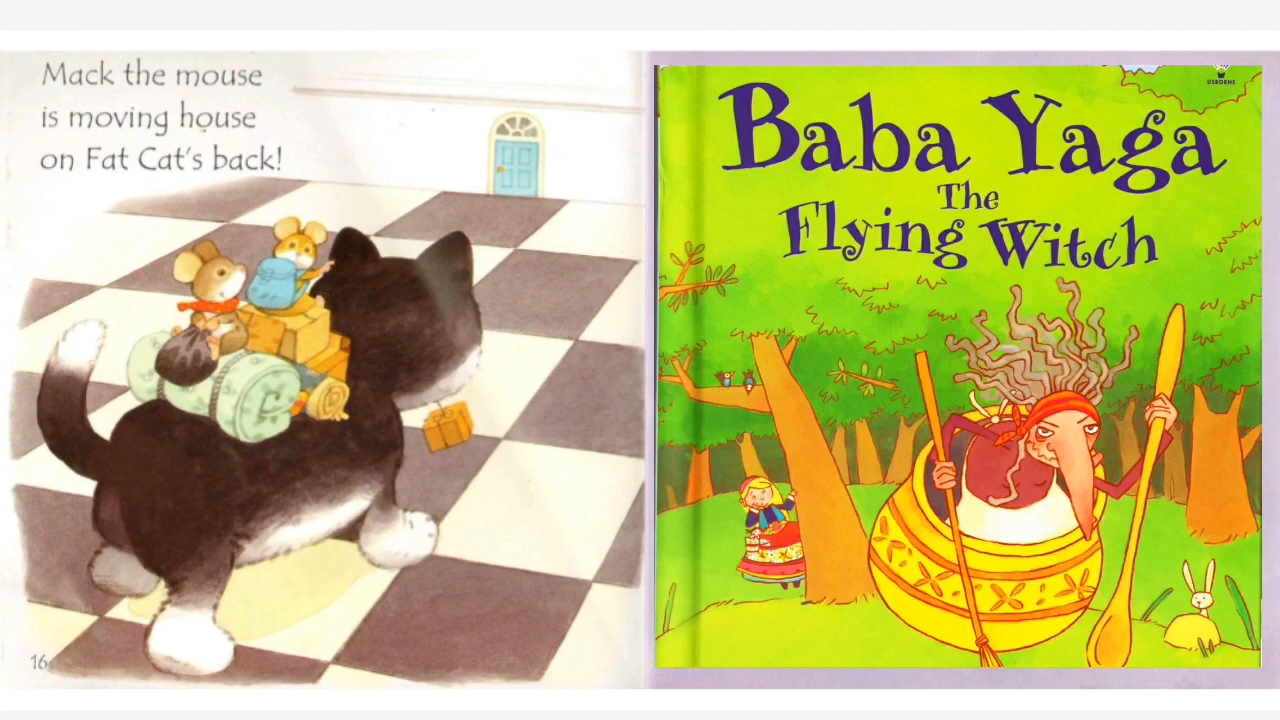 Mack the mouse
is moving house
on Fat Cat's back!
16
USBORNE
Baba Yaga
The
Flying Witch